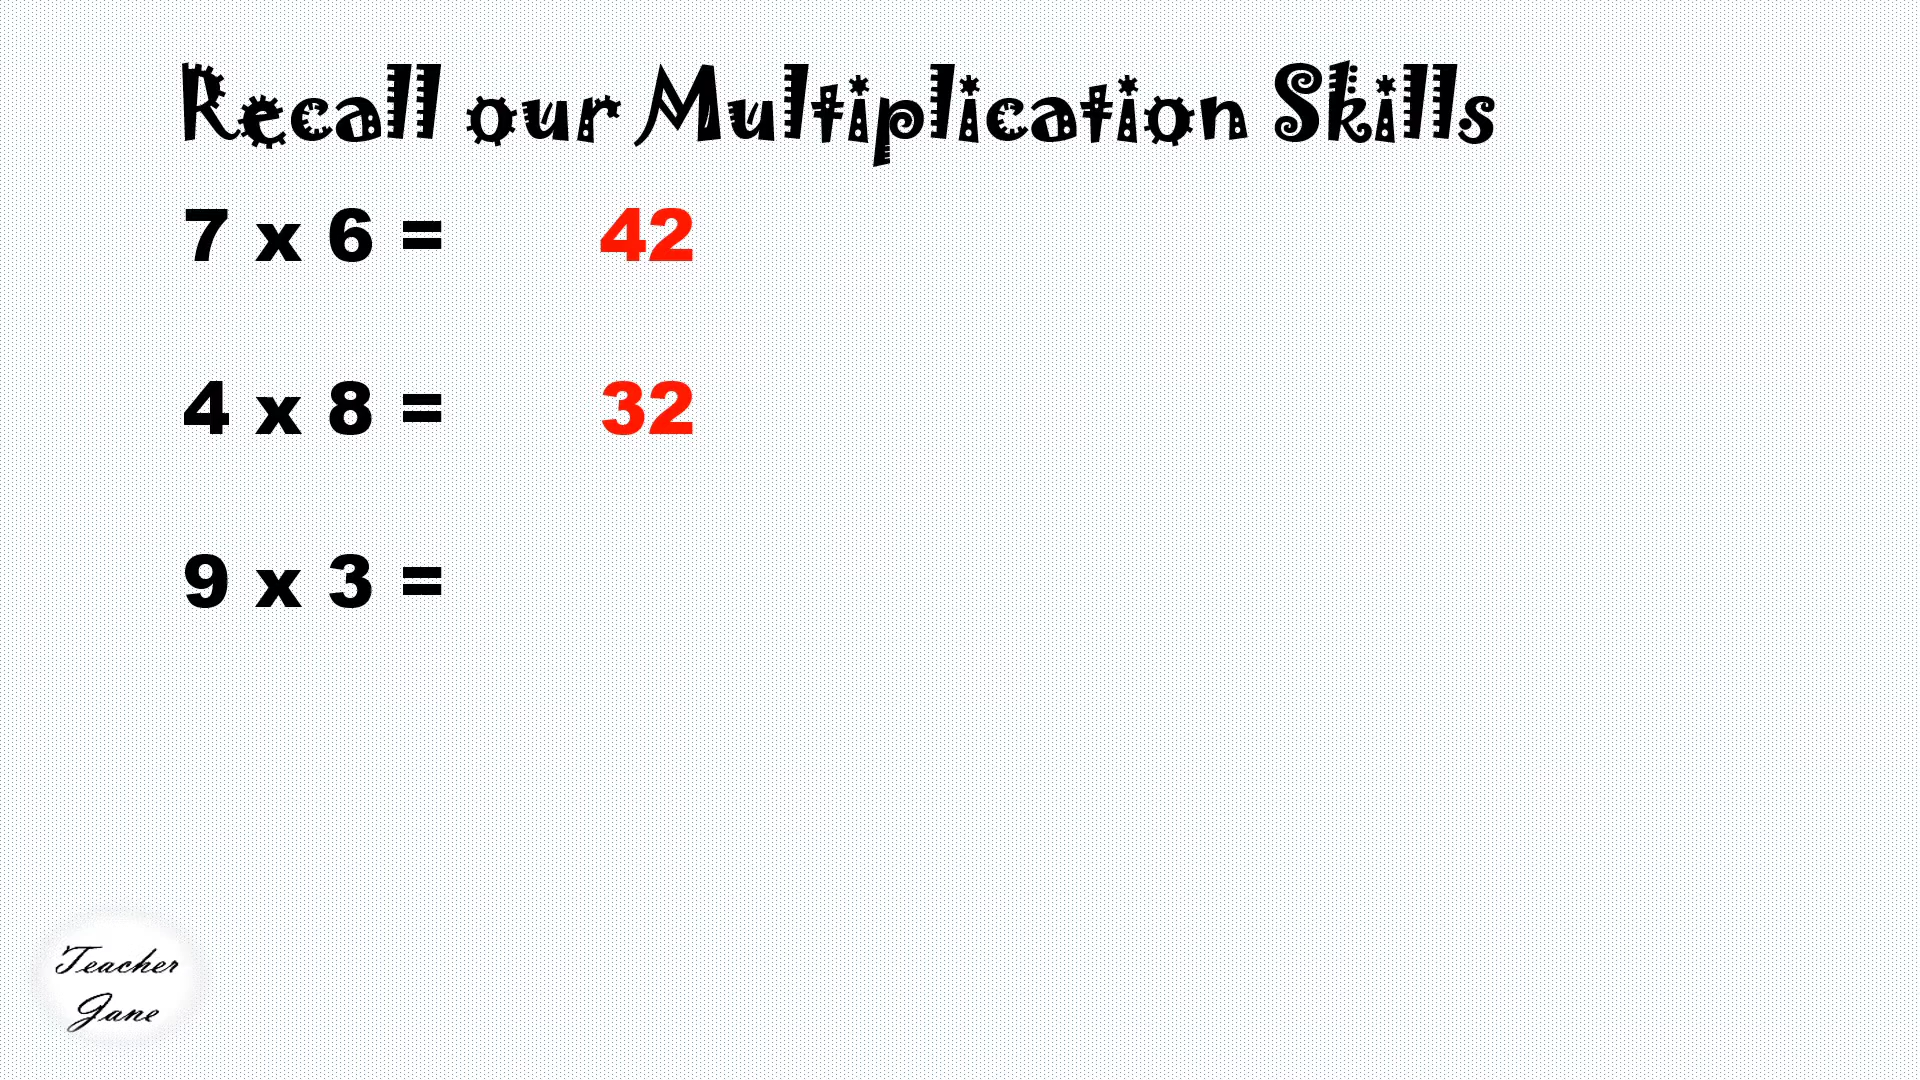 Recall our Multiplication Skills
7 x 6 = 42
4 x 8 = 32
9 x 3 =
Teacher
Jane